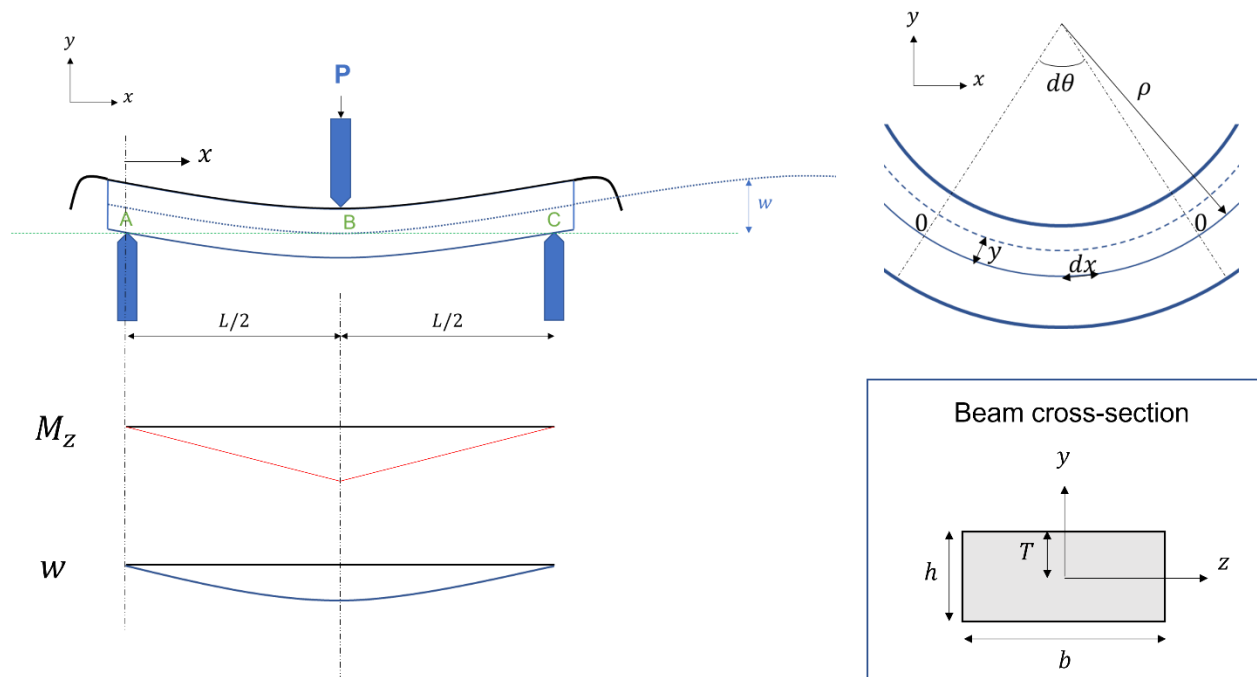 y
x
P
x
A
B
C
w
L/2
L/2
M_z
w
y
x
dθ
ρ
0
0
y
dx
Beam cross-section
y
T
h
z
b